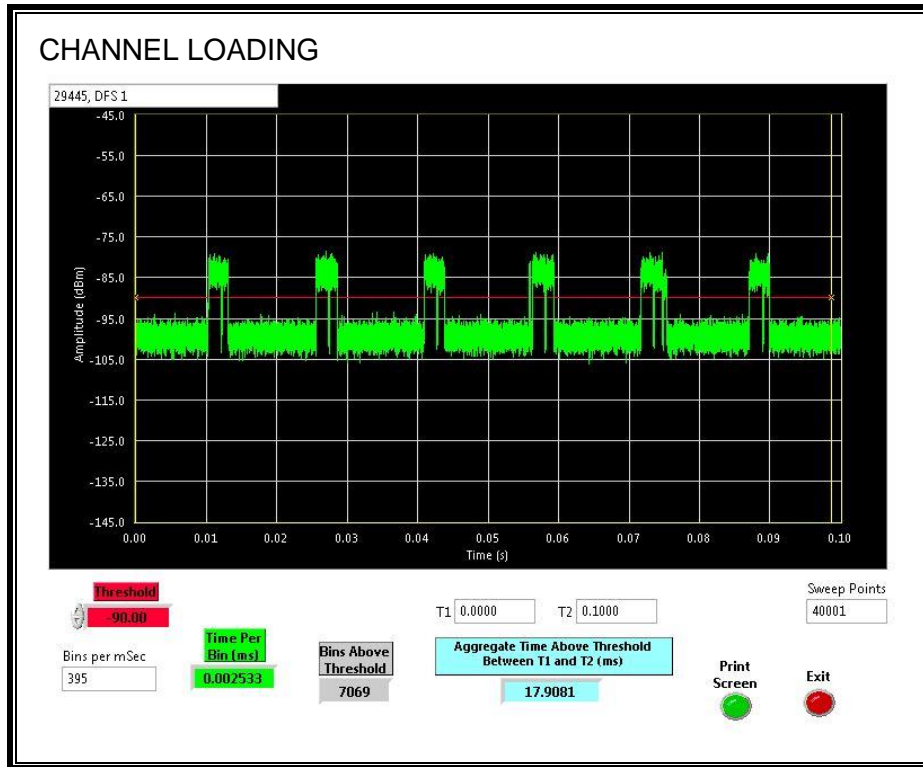 CHANNEL LOADING
29445, DFS 1
-45.0
-55.0
-65.0
-75.0
-85.0
-95.0
-105.0
-115.0
-125.0
-135.0
-145.0
Amplitude (dBm)
0.00 0.01 0.02 0.03 0.04 0.05 0.06 0.07 0.08 0.09 0.10
Time (s)
Threshold
-90.00
Bins per mSec
395
Time Per
Bin (ms)
0.002533
Bins Above
Threshold
7069
T1 0.0000 T2 0.1000
Aggregate Time Above Threshold
Between T1 and T2 (ms)
17.9081
Sweep Points
40001
Print
Screen
Exit